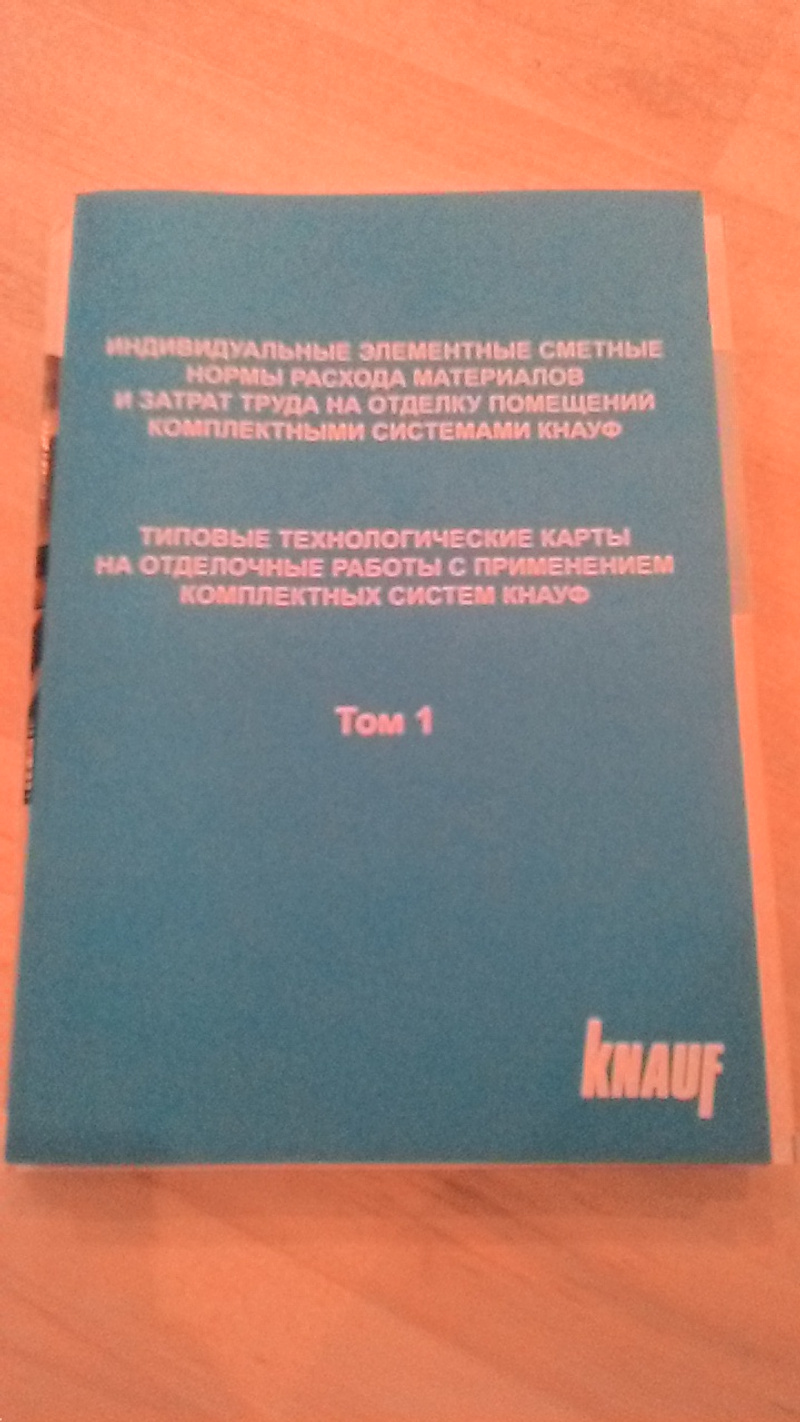 ИНДИВИДУАЛЬНЫЕ ЭЛЕМЕНТНЫЕ СМЕТНЫЕ
НОРМЫ РАСХОДА МАТЕРИАЛОВ
И ЗАТРАТ ТРУДА НА ОТДЕЛКУ ПОМЕЩЕНИЙ
КОМПЛЕКТНЫМИ СИСТЕМАМИ КНАУФ
ТИПОВЫЕ ТЕХНОЛОГИЧЕСКИЕ КАРТЫ
НА ОТДЕЛОЧНЫЕ РАБОТЫ С ПРИМЕНЕНИЕМ
КОМПЛЕКТНЫХ СИСТЕМ КНАУФ
Том 1
KNAUF